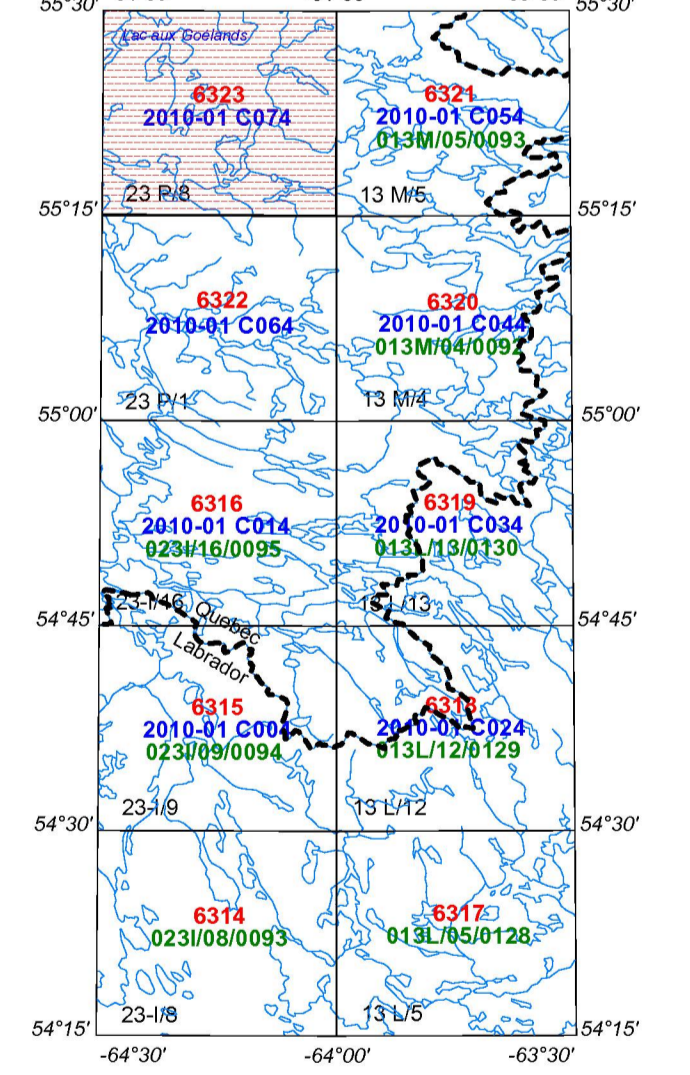 55°30′
55°30′
Lac aux Goélands
6323
2010-01 C074
23 P/8
6321
2010-01 C054
013M/05/0093
13 M/5
55°15′
55°15′
6322
2010-01 C064
23 P/1
6320
2010-01 C044
013M/04/0092
13 M/4
55°00′
55°00′
6316
2010-01 C014
023I/16/0095
23-I/16
6319
2010-01 C034
013L/13/0130
13 L/13
54°45′
54°45′
Quebec
Labrador
6315
2010-01 C004
023I/09/0094
23-I/9
6318
2010-01 C024
013L/12/0129
13 L/12
54°30′
54°30′
6314
023I/08/0093
23-I/8
6317
013L/05/0128
13 L/5
54°15′
54°15′
-64°30′
-64°00′
-63°30′